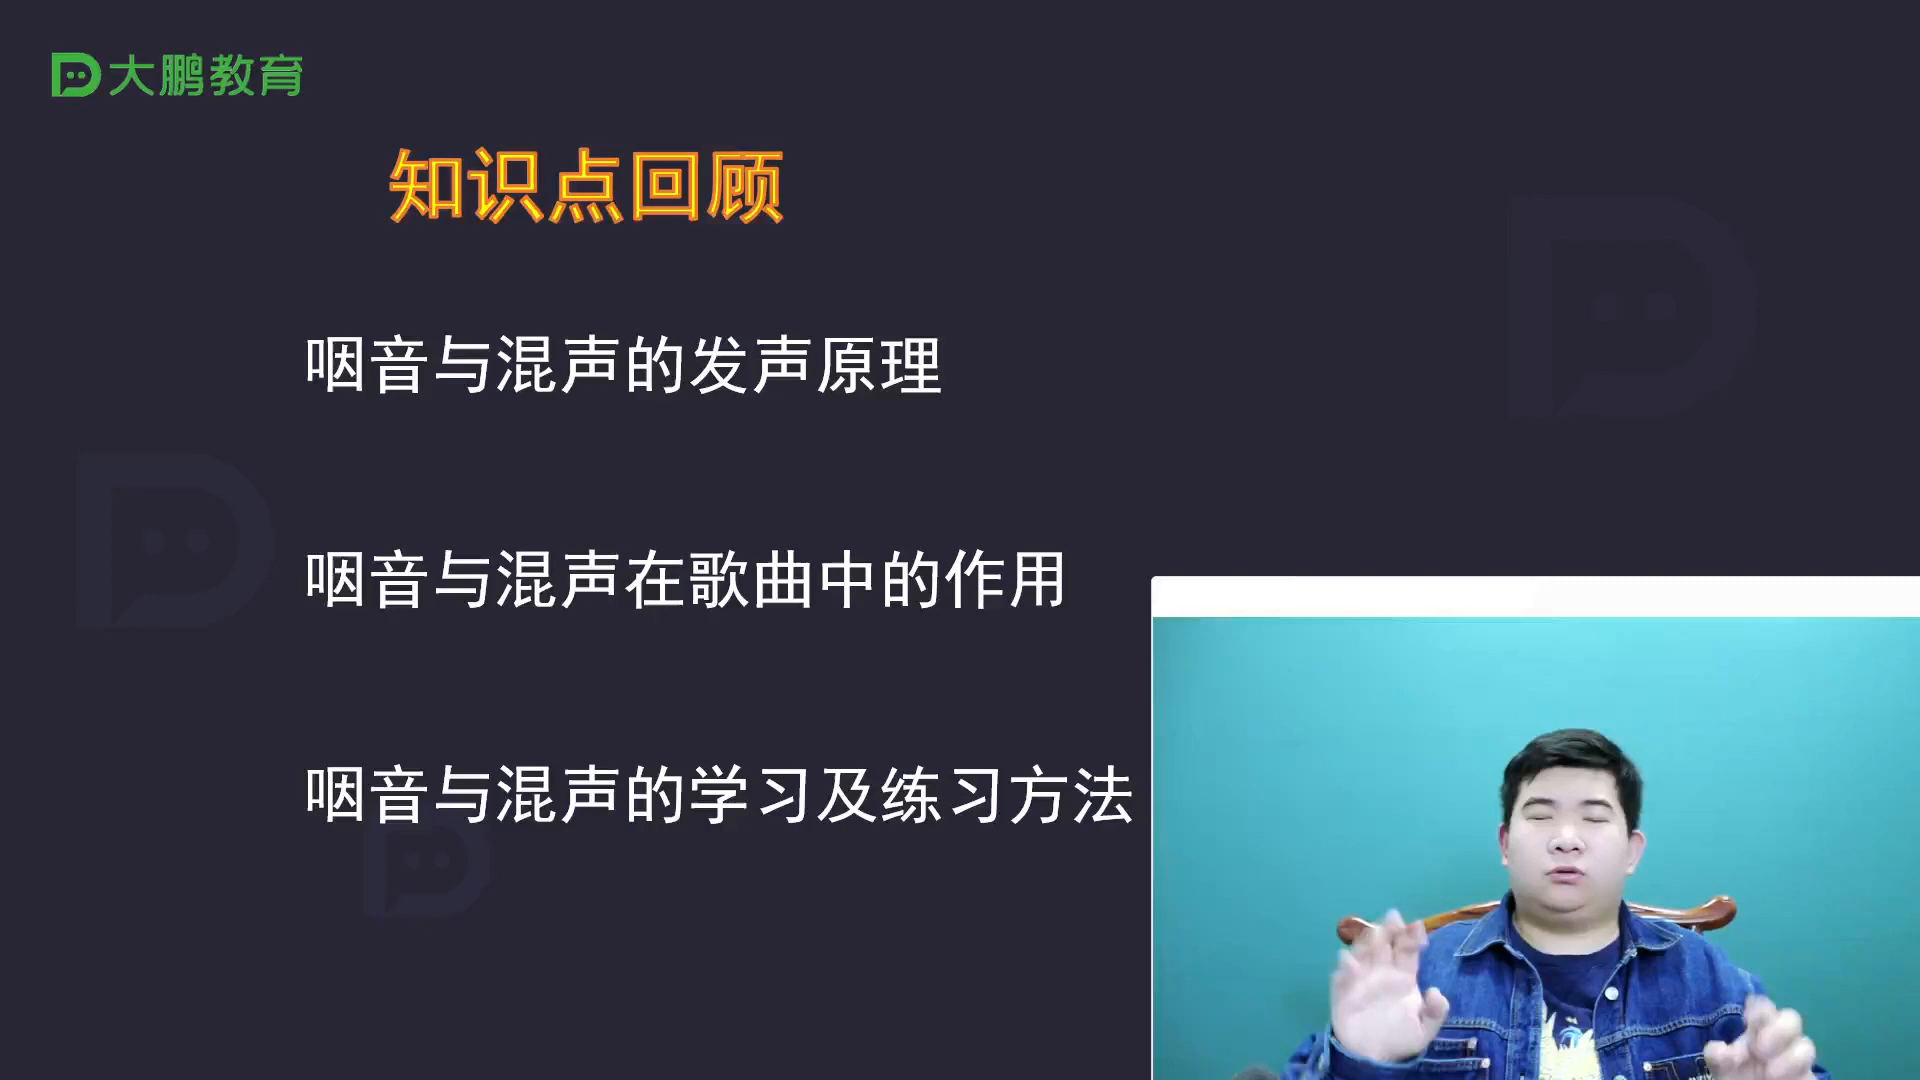 大鹏教育
知识点回顾
咽音与混声的发声原理
咽音与混声在歌曲中的作用
咽音与混声的学习及练习方法